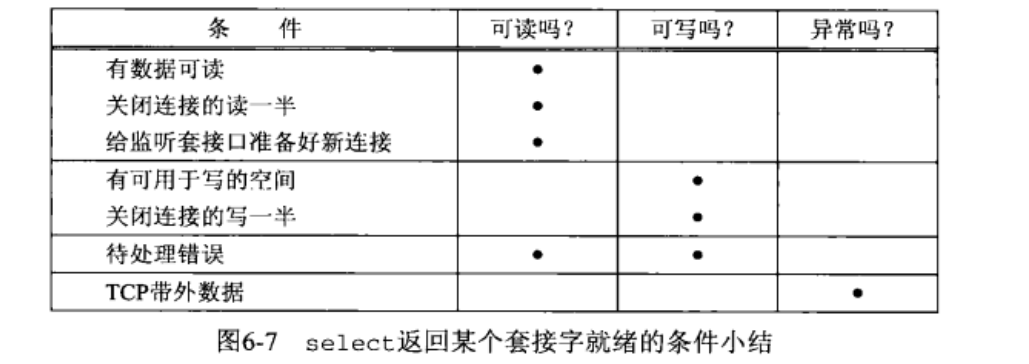 条 件 可读吗? 可写吗? 异常吗?
有数据可读 •
关闭连接的读一半 •
给监听套接口准备好新连接 •
有可用于写的空间 •
关闭连接的写一半 •
待处理错误 • •
TCP带外数据 •
图6-7 select返回某个套接字就绪的条件小结